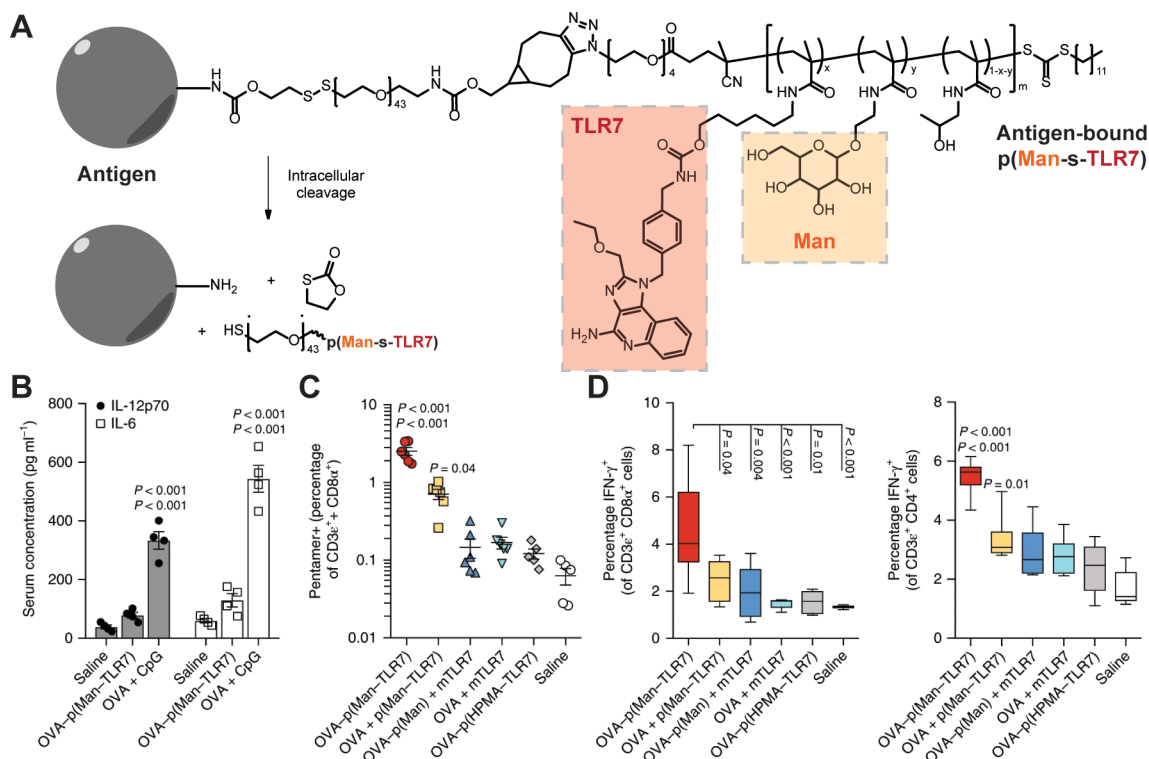 A
Antigen
Intracellular
cleavage
NH
O
O
S
S
O
43
H
N
O
O
N
N
N
O
4
O
CN
x
y
1-x-y
m
S
S
S
11
HN
O
HN
O
HN
O
OH
Antigen-bound
p(Man-s-TLR7)
TLR7
O
O
NH
O
N
N
H₂N
N
O
HO
O
HO
OH
OH
Man
NH₂
+
O
S
O
+
HS
O
43
p(Man-s-TLR7)
B
IL-12p70
IL-6
P < 0.001
P < 0.001
P < 0.001
P < 0.001
Serum concentration (pg ml⁻¹)
800
600
400
200
0
Saline
OVA–p(Man–TLR7)
OVA + CpG
Saline
OVA–p(Man–TLR7)
OVA + CpG
C
P < 0.001
P < 0.001
P = 0.04
Pentamer+ (percentage
of CD3ε⁺+ CD8α⁺)
10
1
0.1
0.01
OVA–p(Man–TLR7)
OVA + p(Man–TLR7)
OVA–p(Man) + mTLR7
OVA + mTLR7
OVA–p(HPMA–TLR7)
Saline
D
P = 0.04
P = 0.004
P < 0.001
P = 0.01
P < 0.001
Percentage IFN-γ⁺
(of CD3ε⁺ CD8α⁺ cells)
10
8
6
4
2
0
OVA–p(Man–TLR7)
OVA + p(Man–TLR7)
OVA–p(Man) + mTLR7
OVA + mTLR7
OVA–p(HPMA–TLR7)
Saline
P < 0.001
P < 0.001
P = 0.01
Percentage IFN-γ⁺
(of CD3ε⁺ CD4⁺ cells)
8
6
4
2
0
OVA–p(Man–TLR7)
OVA + p(Man–TLR7)
OVA–p(Man) + mTLR7
OVA + mTLR7
OVA–p(HPMA–TLR7)
Saline